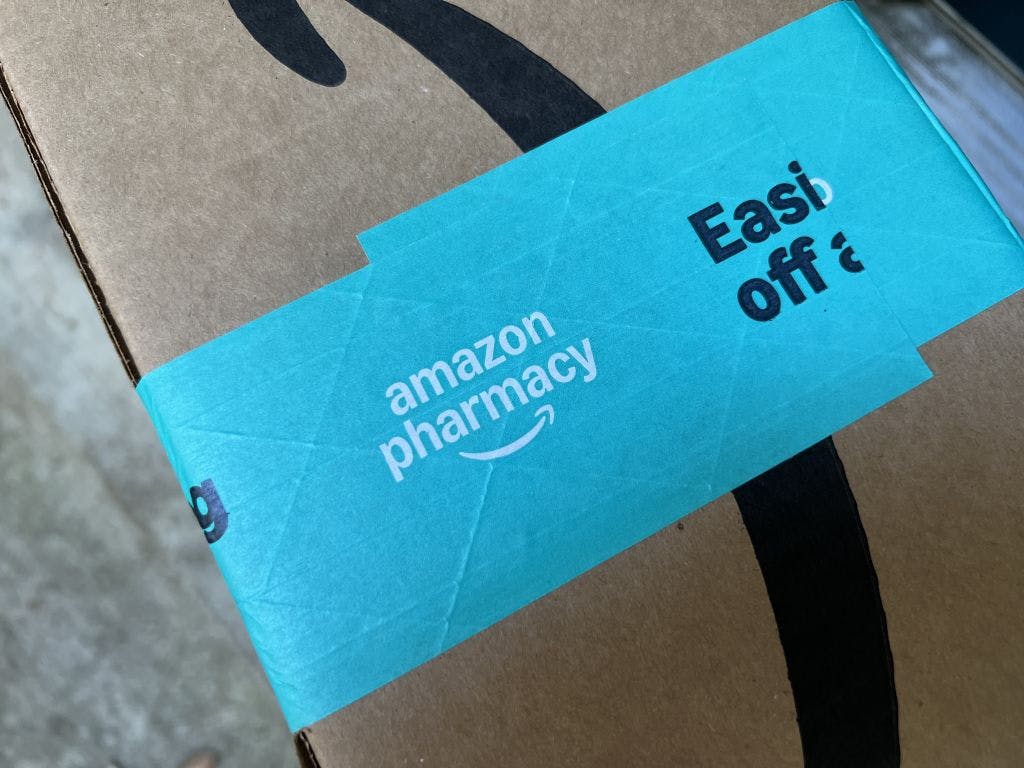 amazon
pharmacy
Easi
off a
g